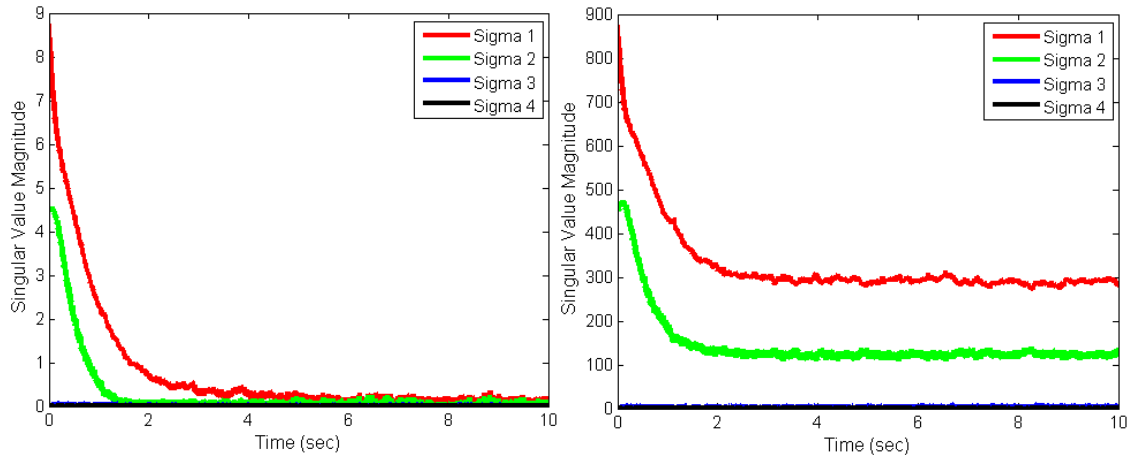 9
8
7
6
5
4
3
2
1
0
Singular Value Magnitude
0 2 4 6 8 10
Time (sec)
Sigma 1
Sigma 2
Sigma 3
Sigma 4
900
800
700
600
500
400
300
200
100
0
Singular Value Magnitude
0 2 4 6 8 10
Time (sec)
Sigma 1
Sigma 2
Sigma 3
Sigma 4